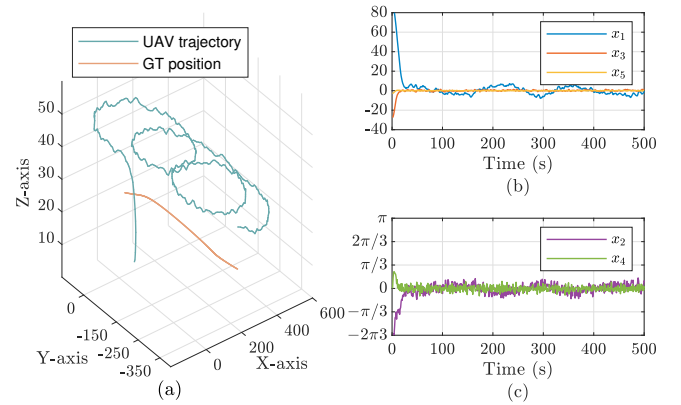 UAV trajectory
GT position
50
40
30
20
10
Z-axis
0
-150
-250
-350
Y-axis
0
200
400
600
X-axis
(a)
80
60
40
20
0
-20
-40
x1
x3
x5
0 100 200 300 400 500
Time (s)
(b)
π
2π/3
π/3
0
−π/3
−2π3
x2
x4
0 100 200 300 400 500
Time (s)
(c)